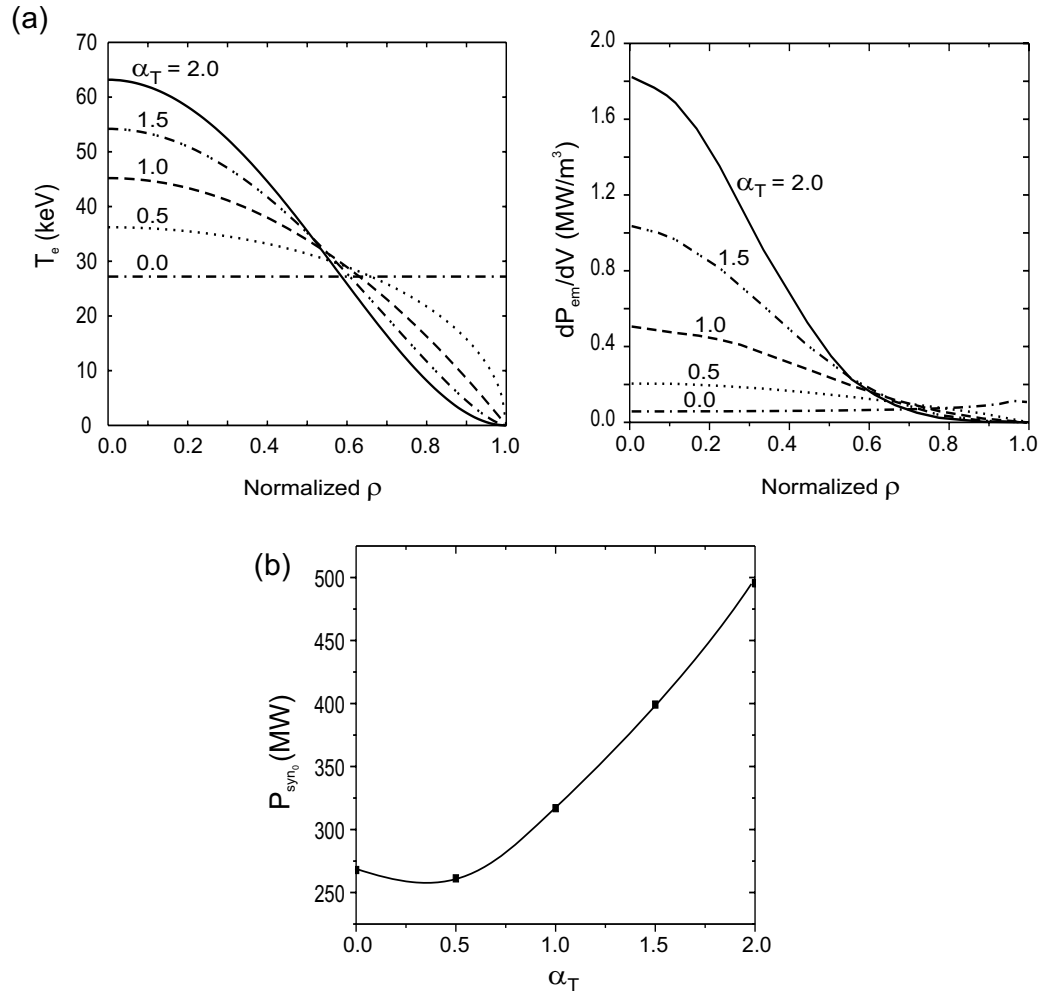 (a)
70
60
50
40
30
20
10
0
T_e (keV)
α_T = 2.0
1.5
1.0
0.5
0.0
0.0 0.2 0.4 0.6 0.8 1.0
Normalized ρ
2.0
1.6
1.2
0.8
0.4
0.0
dP_em/dV (MW/m³)
α_T = 2.0
1.5
1.0
0.5
0.0
0.0 0.2 0.4 0.6 0.8 1.0
Normalized ρ
(b)
500
450
400
350
300
250
P_syn₀ (MW)
0.0 0.5 1.0 1.5 2.0
α_T